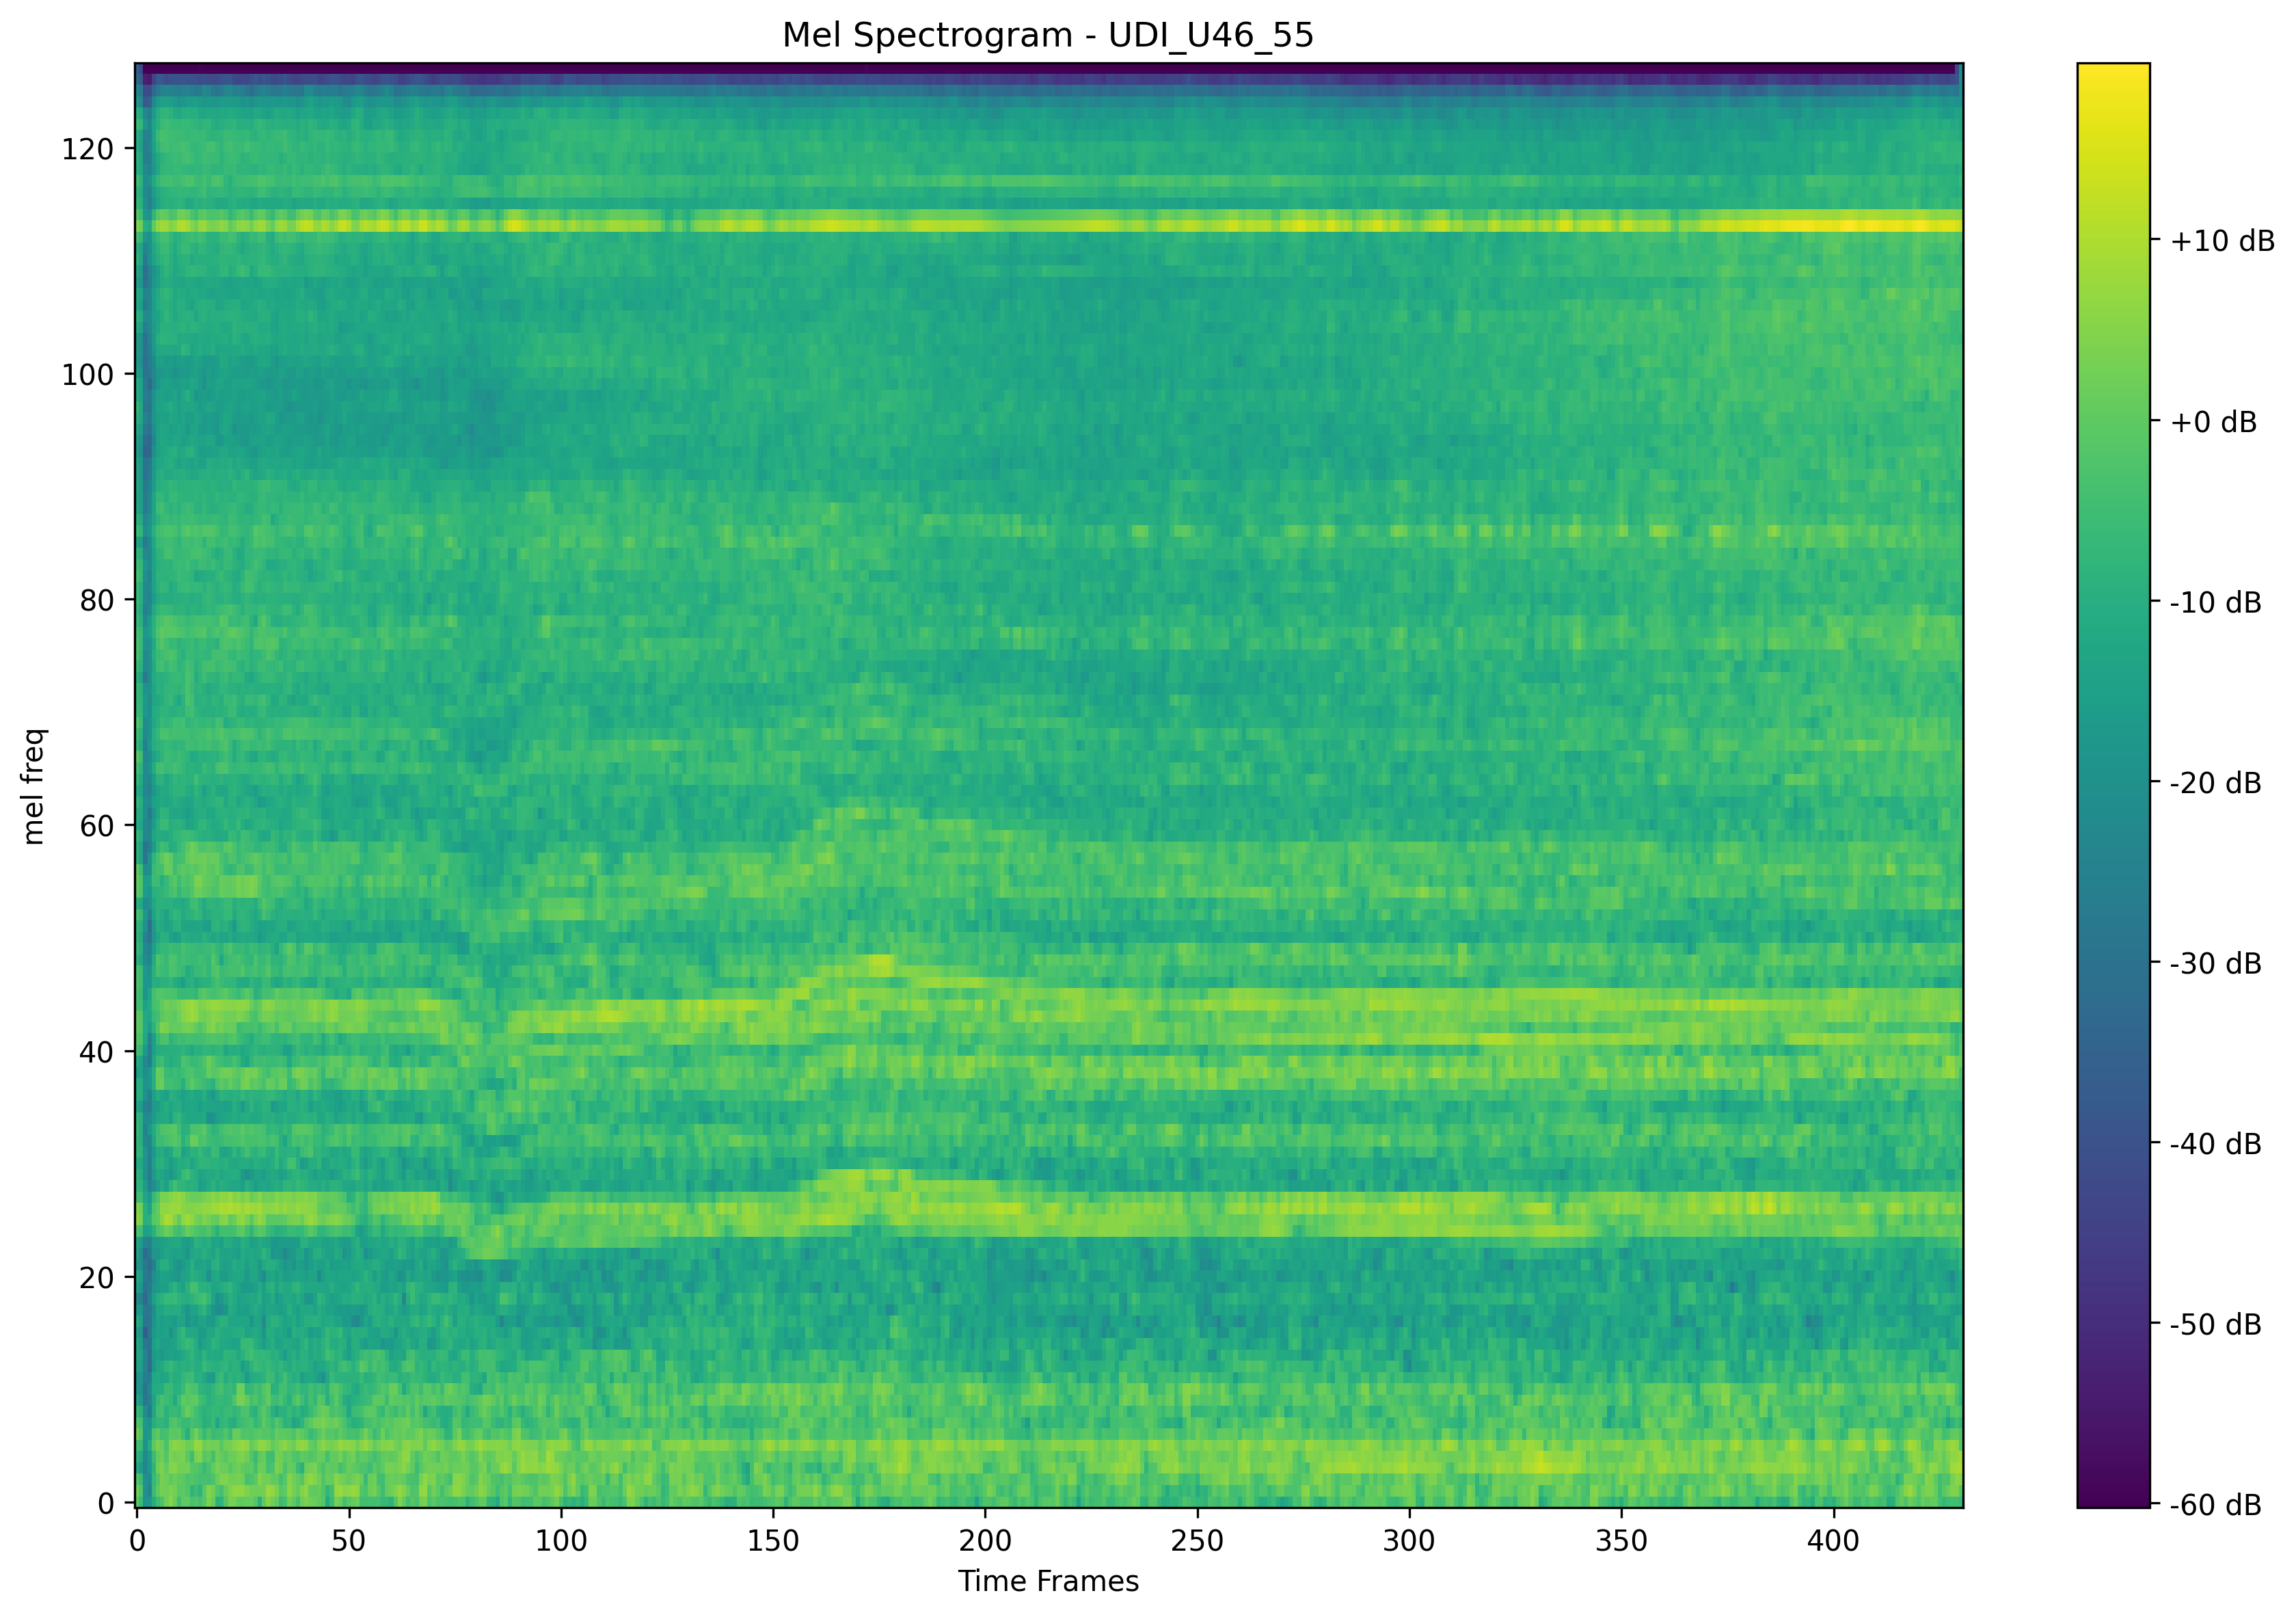 Mel Spectrogram - UDI_U46_55
mel freq
120
100
80
60
40
20
0
0 50 100 150 200 250 300 350 400
Time Frames
+10 dB
+0 dB
-10 dB
-20 dB
-30 dB
-40 dB
-50 dB
-60 dB